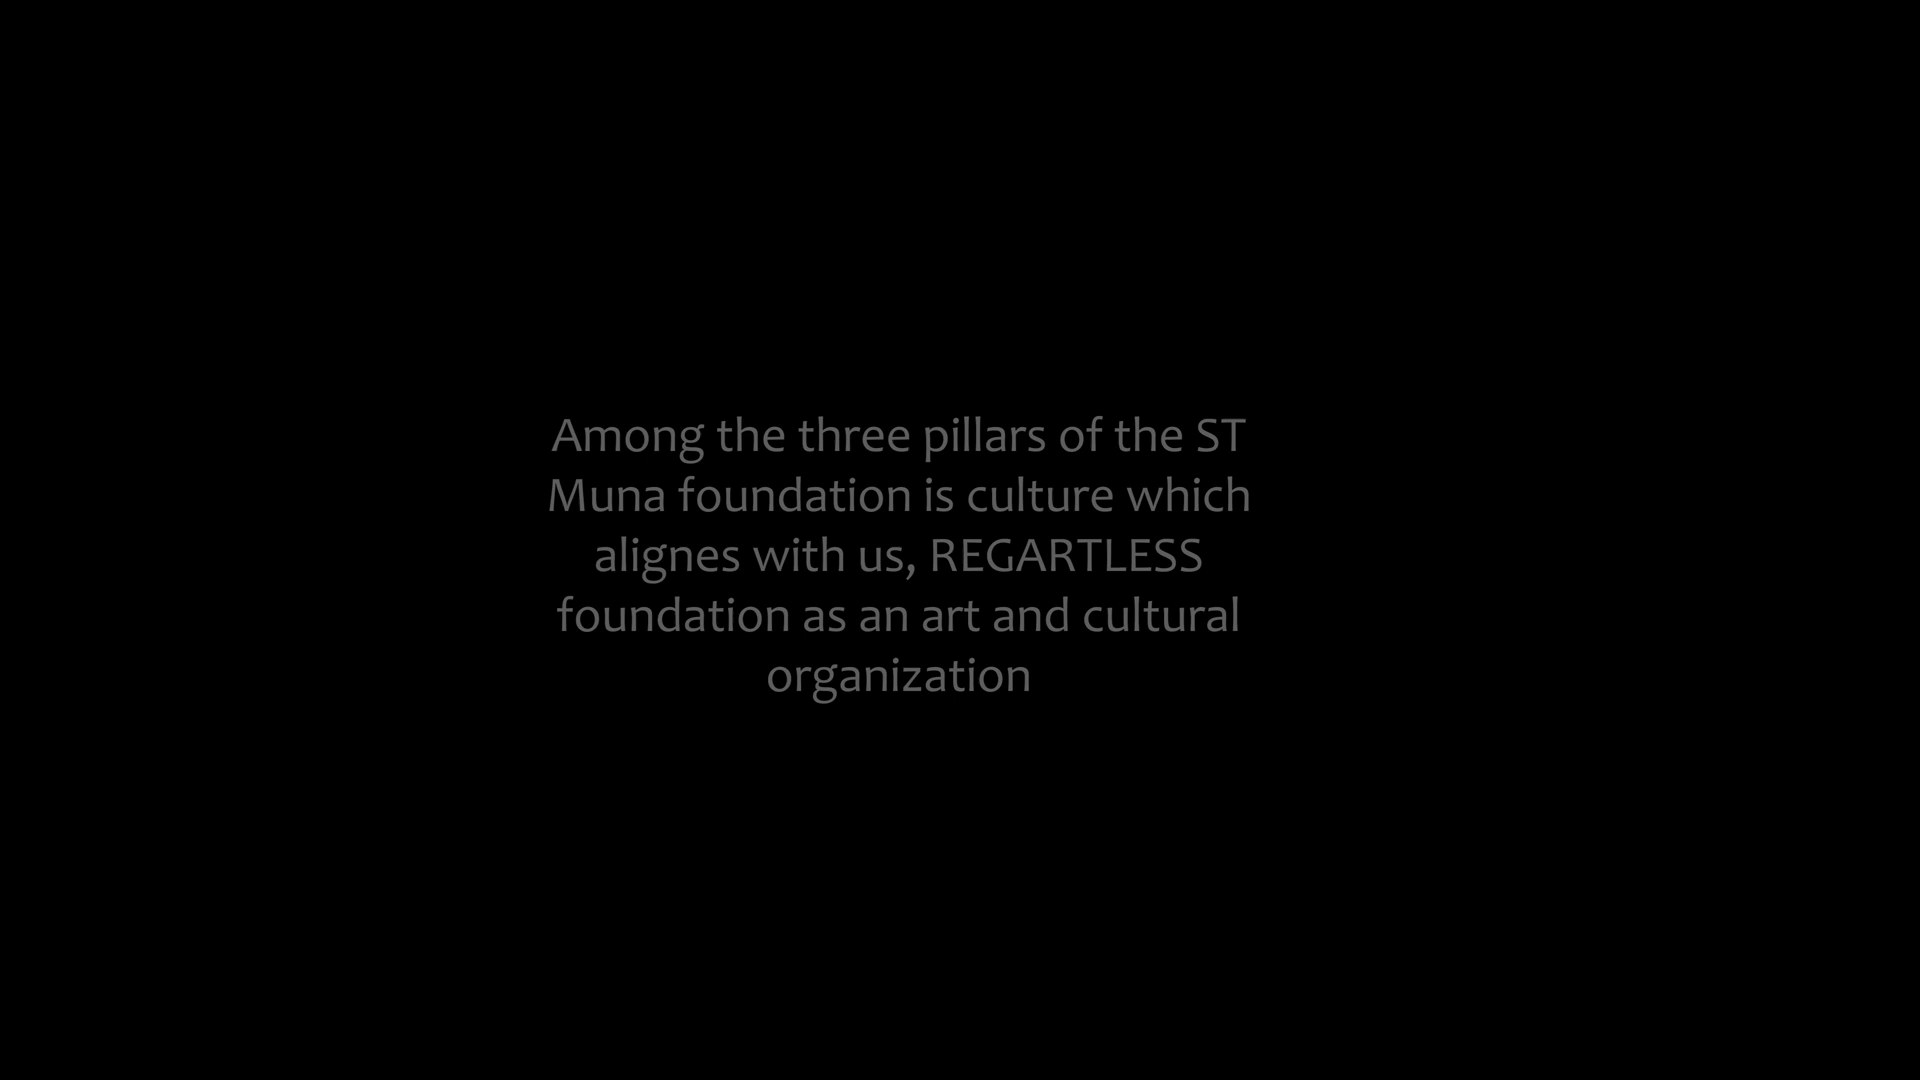 Among the three pillars of the ST
Muna foundation is culture which
alignes with us, REGARTLESS
foundation as an art and cultural
organization